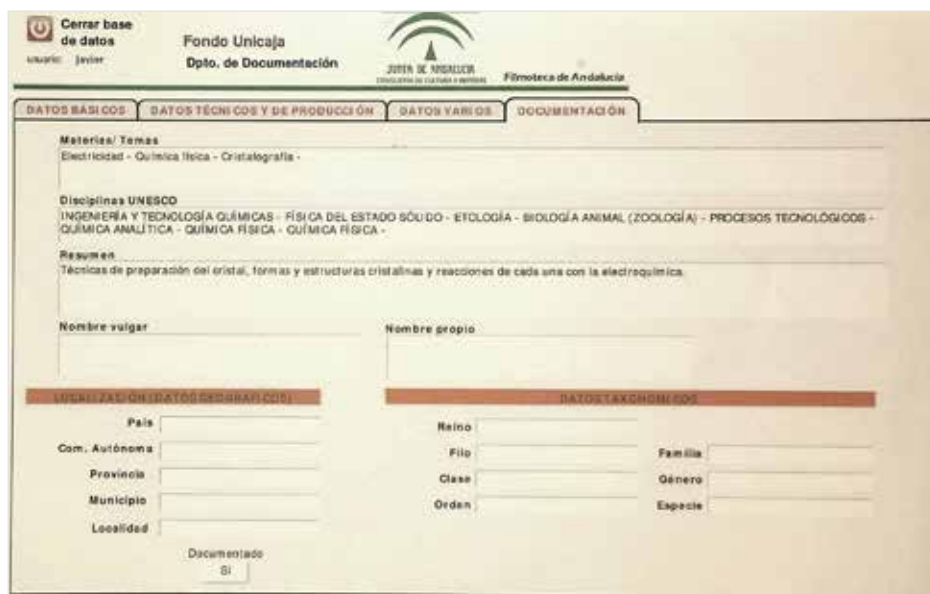 Cerrar base
de datos
usuario: Javier
Fondo Unicaja
Dpto. de Documentación
JUNTA DE ANDALUCIA
Filmoteca de Andalucía
DATOS BÁSICOS
DATOS TÉCNICOS Y DE PRODUCCIÓN
DATOS VARIOS
DOCUMENTACIÓN
Materias/Temas
Electricidad - Química física - Cristalografía -
Disciplinas UNESCO
INGENIERÍA Y TECNOLOGÍA QUÍMICAS - FÍSICA DEL ESTADO SÓLIDO - ETOLOGÍA - BIOLOGÍA ANIMAL (ZOOLOGÍA) - PROCESOS TECNOLÓGICOS -
QUÍMICA ANALÍTICA - QUÍMICA FÍSICA - QUÍMICA FÍSICA -
Resumen
Técnicas de preparación del cristal, formas y estructuras cristalinas y reacciones de cada una con la electroquímica.
Nombre vulgar
Nombre propio
LOCALIZACIÓN (DATOS GEOGRÁFICOS)
DATOS TAXONÓMICOS
País
Reino
Com. Autónoma
Filo
Familia
Provincia
Clase
Género
Municipio
Orden
Especie
Localidad
Documentado
Sí